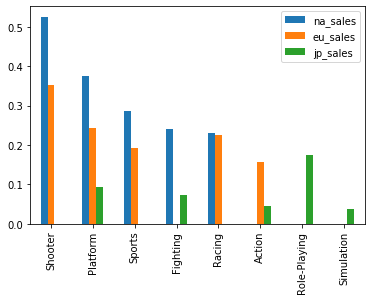 na_sales
eu_sales
jp_sales
0.5
0.4
0.3
0.2
0.1
0.0
Shooter
Platform
Sports
Fighting
Racing
Action
Role-Playing
Simulation